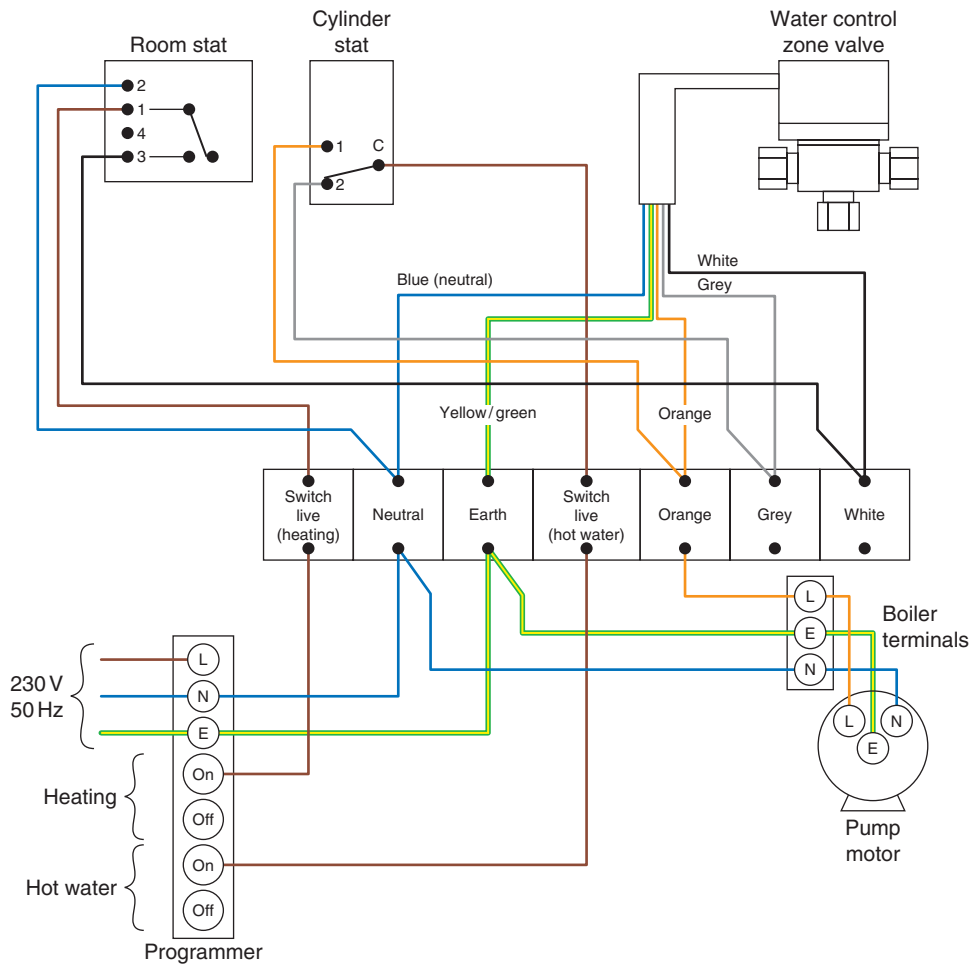 Cylinder
stat
Water control
zone valve
Room stat
2
1
4
3
1
C
2
White
Blue (neutral)
Grey
Yellow/green
Orange
Switch
live
(heating)
Neutral
Earth
Switch
live
(hot water)
Orange
Grey
White
L
E
N
Boiler
terminals
230 V
50 Hz
L
N
E
L
N
E
Heating
On
Off
Hot water
On
Off
Pump
motor
Programmer